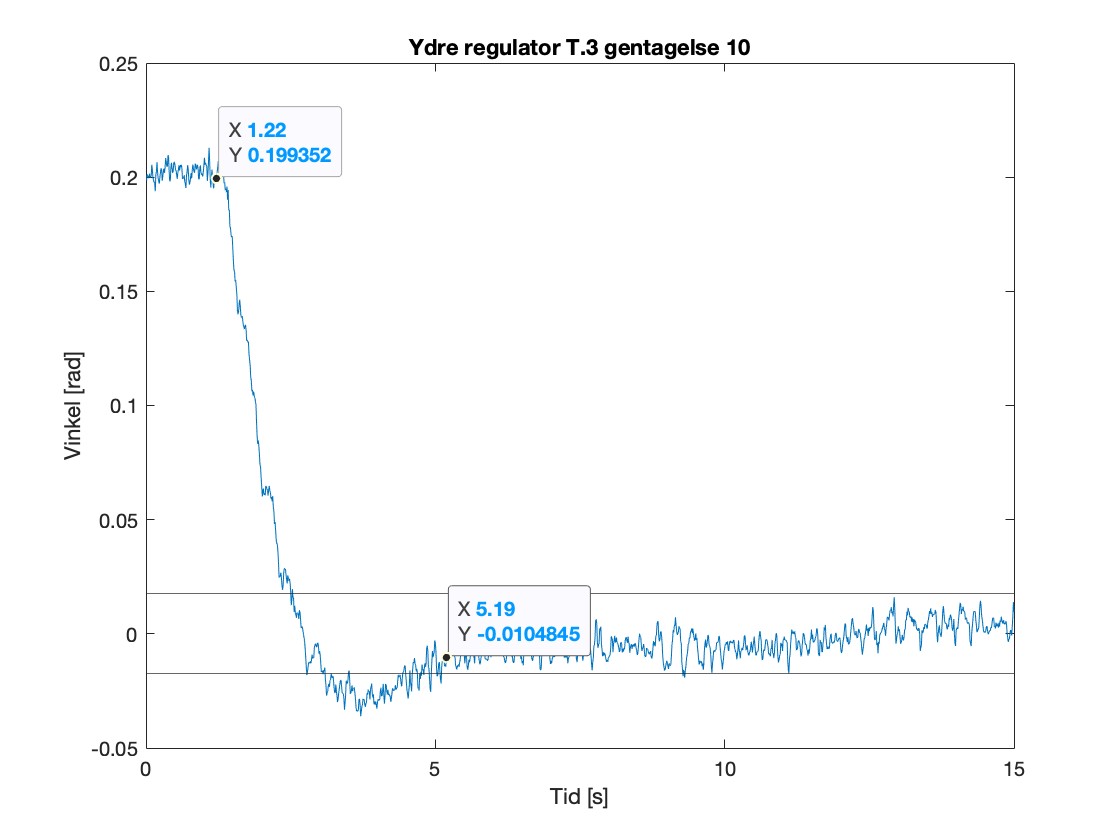 Ydre regulator T.3 gentagelse 10
0.25
0.2
0.15
0.1
0.05
0
-0.05
Vinkel [rad]
X 1.22
Y 0.199352
X 5.19
Y -0.0104845
0
5
10
15
Tid [s]